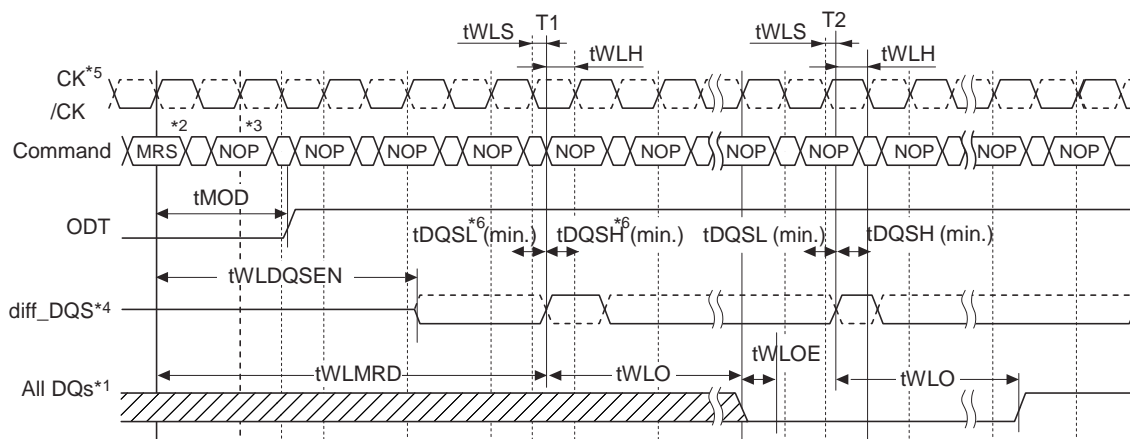 T1 T2
tWLS tWLS
tWLH tWLH
CK*5
/CK
*2 *3
Command MRS NOP NOP NOP NOP NOP NOP NOP NOP NOP NOP NOP
tMOD
ODT
tDQSL*6 (min.) tDQSH*6 (min.) tDQSL (min.) tDQSH (min.)
tWLDQSEN
diff_DQS*4
tWLOE
tWLMRD tWLO tWLO
All DQs*1